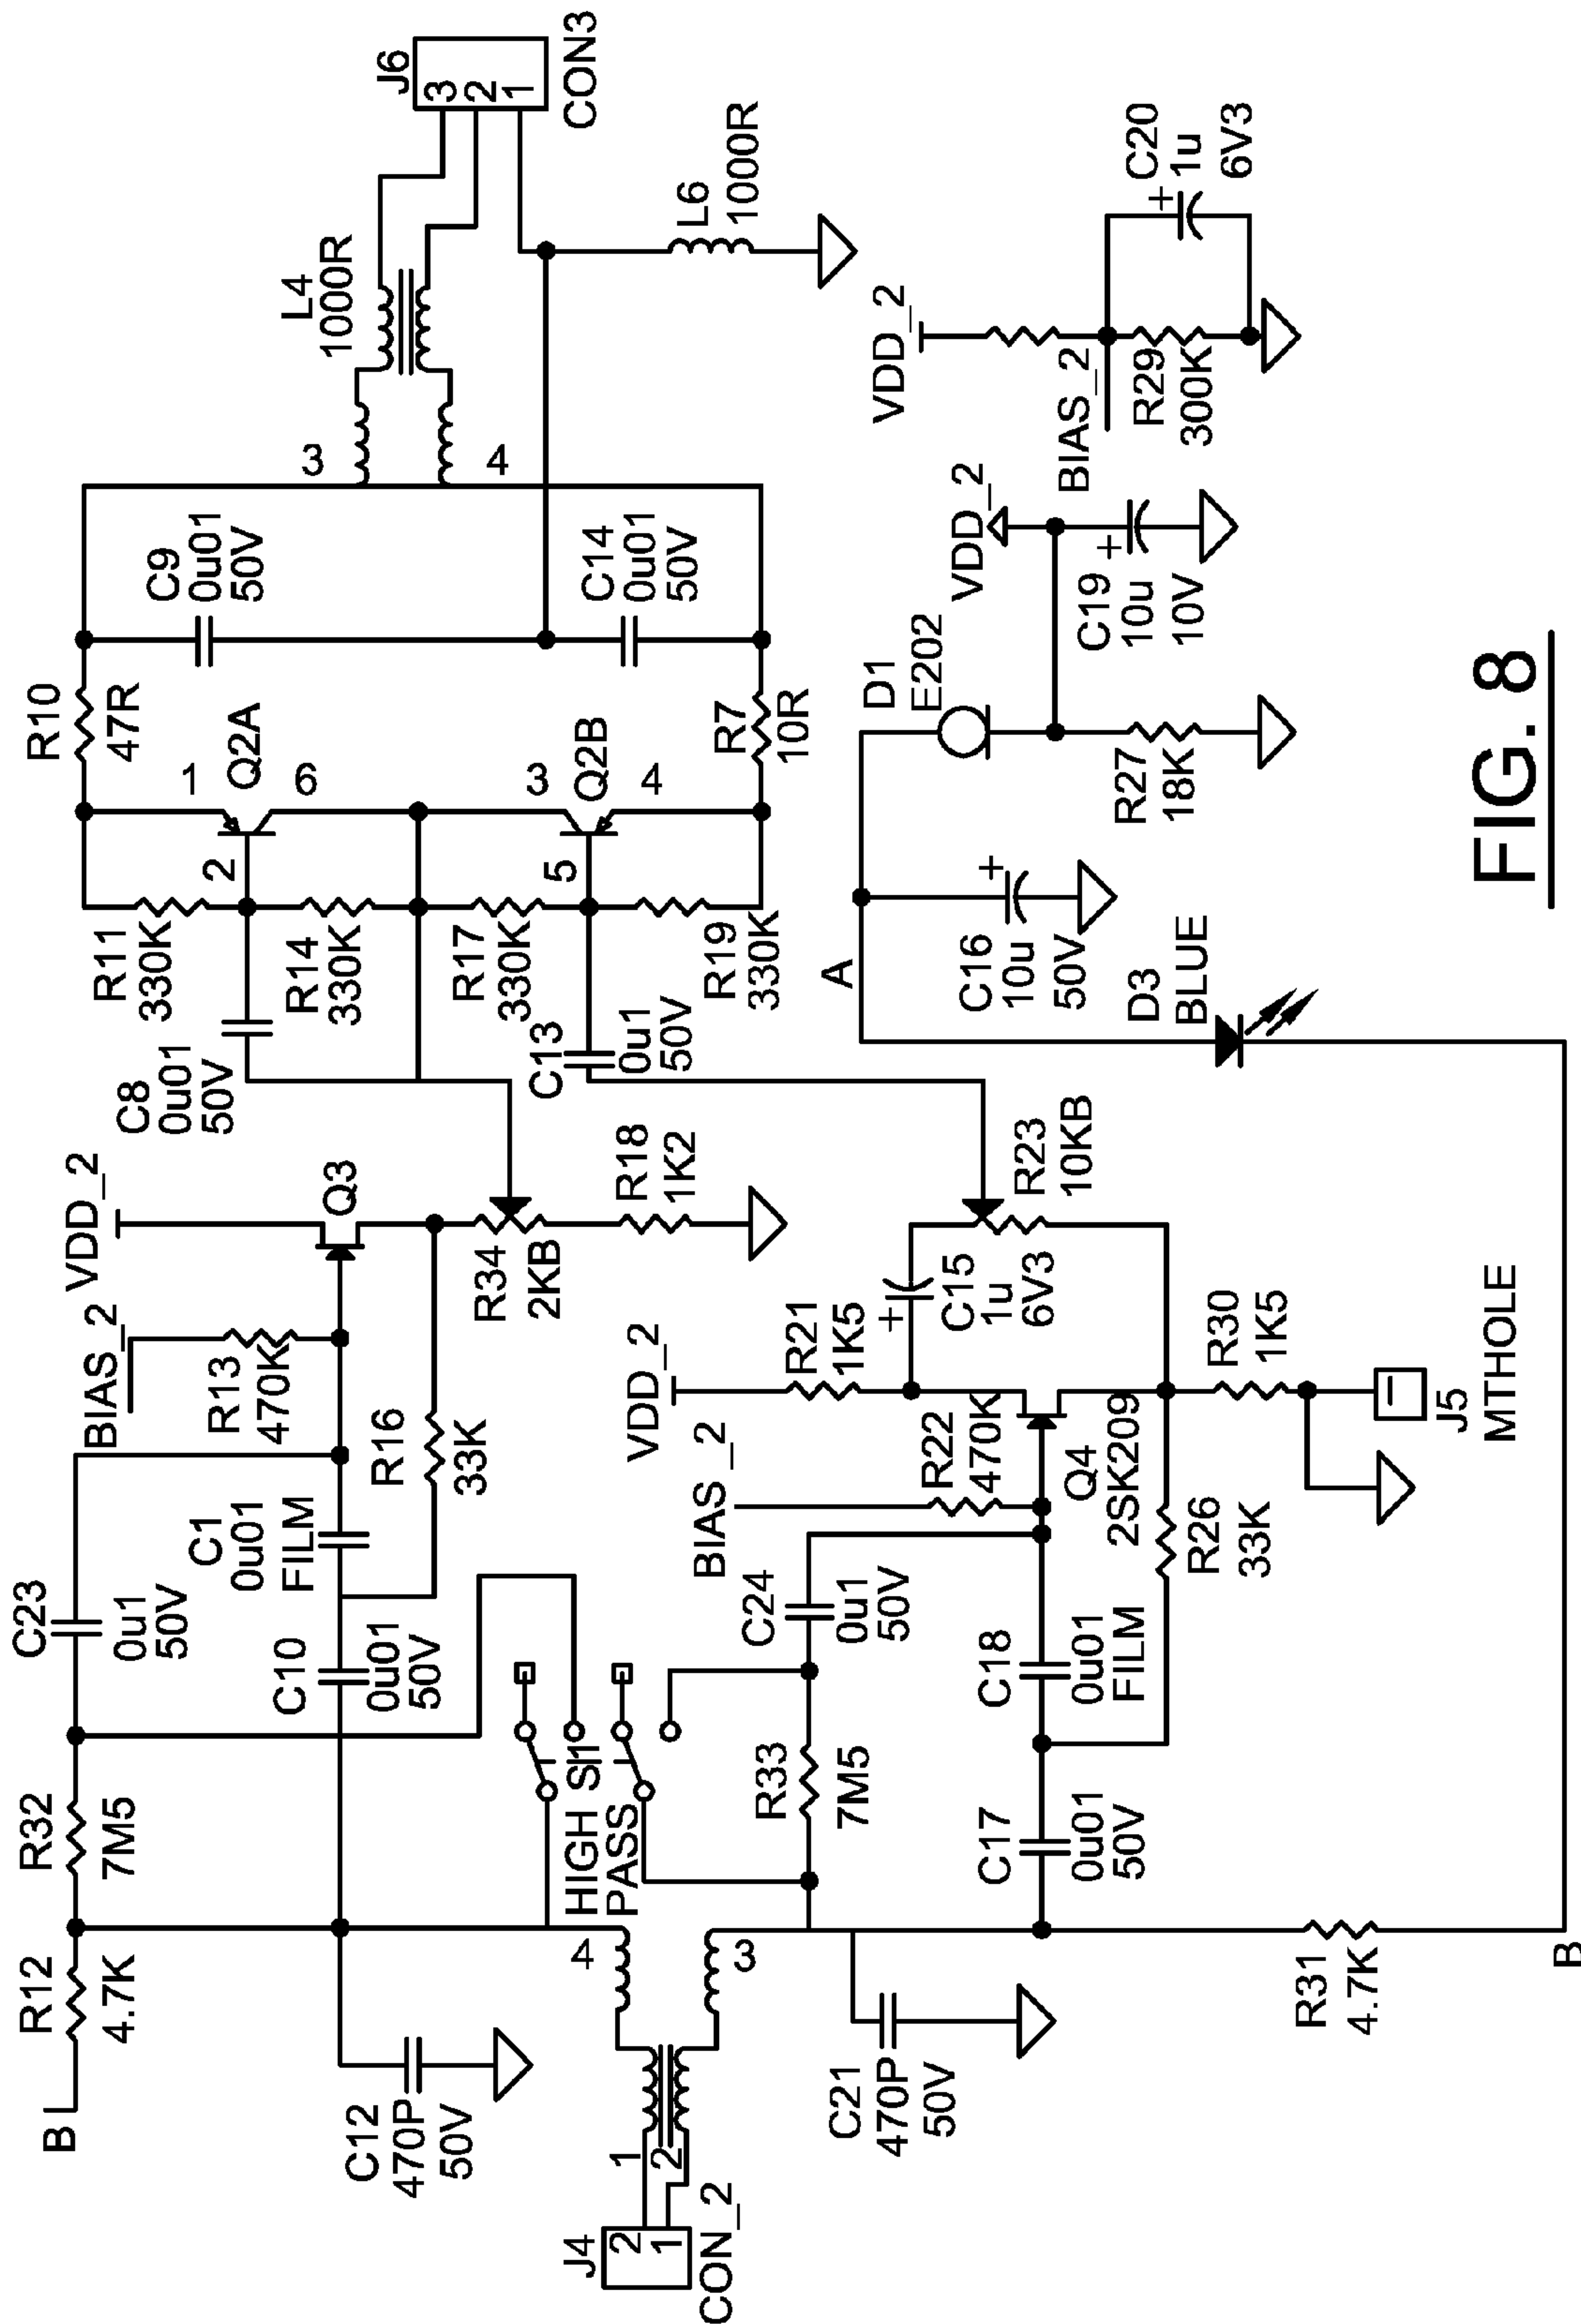 B
R12
4.7K
R32
7M5
C23
0u1
50V
C12
470P
50V
C10
0u01
50V
C1
0u01
FILM
BIAS_2
R13
470K
VDD_2
Q3
R16
33K
R34
2KB
R18
1K2
C8
0u01
50V
R11
330K
R14
330K
R17
330K
R19
330K
C13
0u1
50V
2
1
Q2A
6
5
3
Q2B
4
R10
47R
R7
10R
C9
0u01
50V
C14
0u01
50V
3
4
L4
1000R
J6
3
2
1
CON3
L6
1000R
J4
2
1
CON_2
1
2
4
3
HIGH S1
PASS
C21
470P
50V
R33
7M5
C24
0u1
50V
C17
0u01
50V
C18
0u01
FILM
BIAS_2
R22
470K
VDD_2
R21
1K5
C15
1u
6V3
+
Q4
2SK209
R26
33K
R23
10KB
R30
1K5
J5
MTHOLE
R31
4.7K
B
D3
BLUE
A
C16
10u
50V
+
D1
E202
R27
18K
VDD_2
C19
10u
10V
+
VDD_2
BIAS_2
R29
300K
C20
1u
6V3
+
FIG. 8